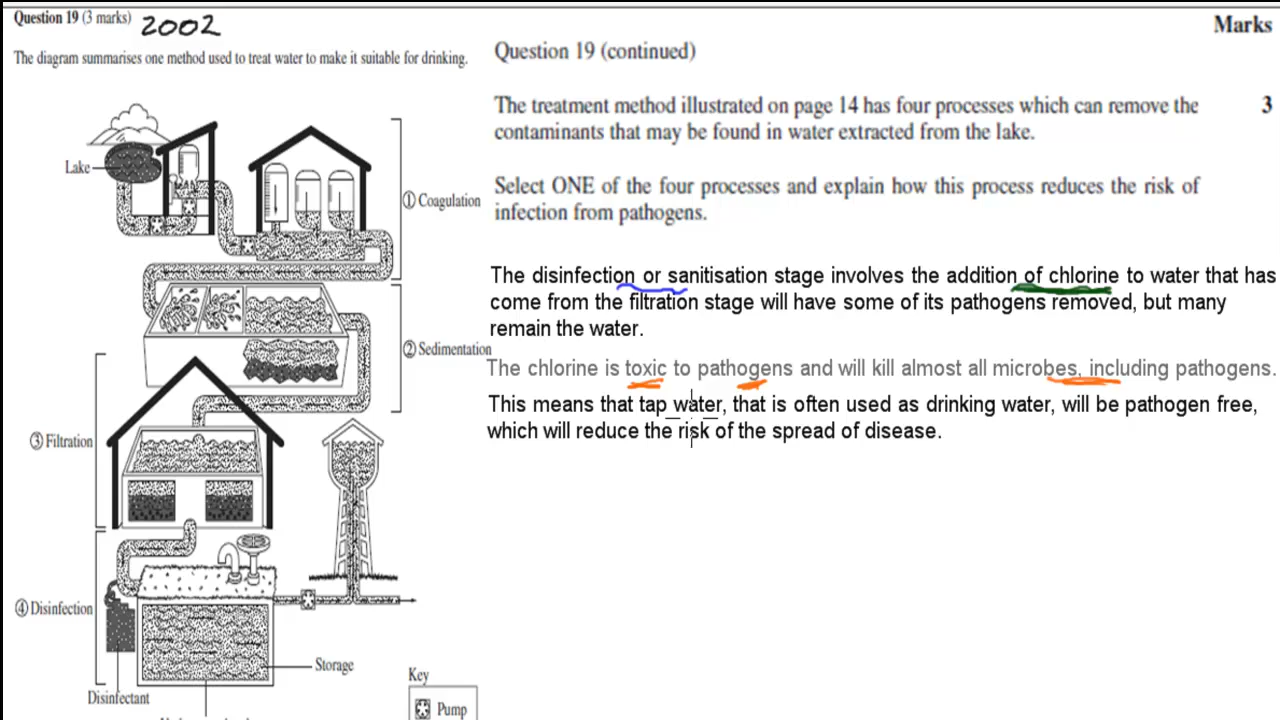 Question 19 (3 marks) 2002
The diagram summarises one method used to treat water to make it suitable for drinking.
Lake
① Coagulation
② Sedimentation
③ Filtration
④ Disinfection
Storage
Disinfectant
Key
Pump
Marks
Question 19 (continued)
The treatment method illustrated on page 14 has four processes which can remove the 3
contaminants that may be found in water extracted from the lake.
Select ONE of the four processes and explain how this process reduces the risk of
infection from pathogens.
The disinfection or sanitisation stage involves the addition of chlorine to water that has
come from the filtration stage will have some of its pathogens removed, but many
remain the water.
The chlorine is toxic to pathogens and will kill almost all microbes, including pathogens.
This means that tap water, that is often used as drinking water, will be pathogen free,
which will reduce the risk of the spread of disease.